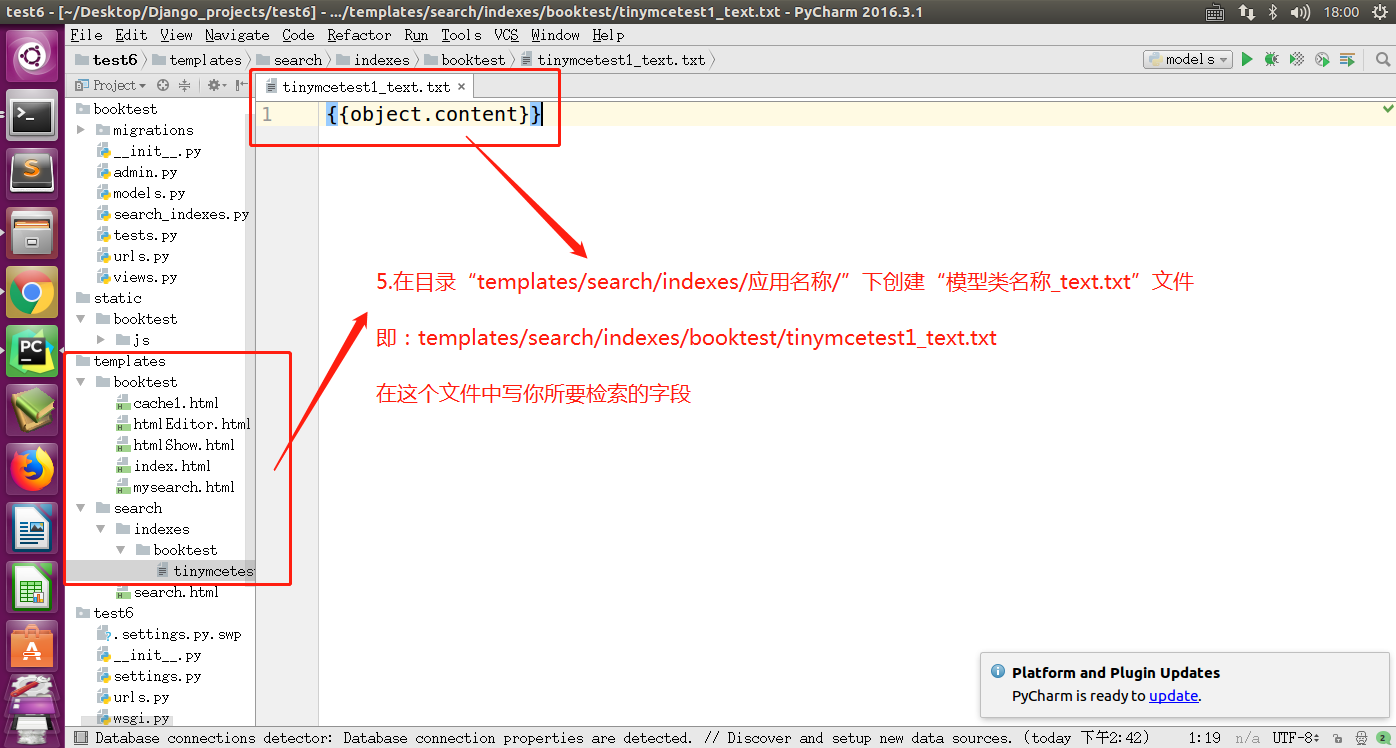 test6 - [~/Desktop/Django_projects/test6] - .../templates/search/indexes/booktest/tinymcetest1_text.txt - PyCharm 2016.3.1
18:00
File Edit View Navigate Code Refactor Run Tools VCS Window Help
test6 templates search indexes booktest tinymcetest1_text.txt
models
Project
tinymcetest1_text.txt
1 {{object.content}}
booktest
migrations
__init__.py
admin.py
models.py
search_indexes.py
tests.py
urls.py
views.py
static
booktest
js
templates
booktest
cache1.html
htmlEditor.html
htmlShow.html
index.html
mysearch.html
search
indexes
booktest
tinymcetes
search.html
test6
.settings.py.swp
__init__.py
settings.py
urls.py
wsgi.py
5.在目录“templates/search/indexes/应用名称/”下创建“模型类名称_text.txt”文件
即：templates/search/indexes/booktest/tinymcetest1_text.txt
在这个文件中写你所要检索的字段
PC
Platform and Plugin Updates
PyCharm is ready to update.
Database connections detector: Database connection properties are detected. // Discover and setup new data sources. (today 下午2:42)
1:19 n/a UTF-8 2